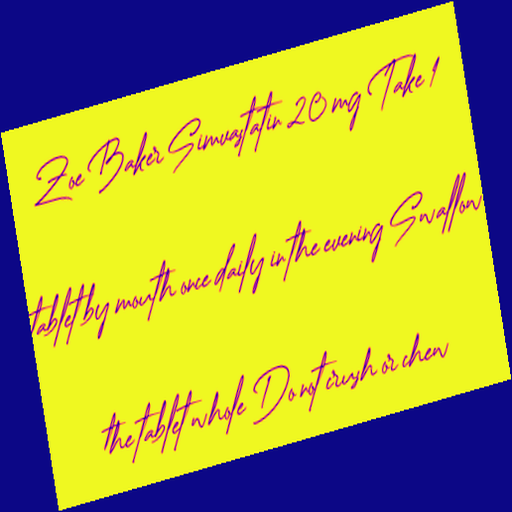 Zoe Baker Simvastatin 20 mg Take 1
tablet by mouth once daily in the evening Swallow
the tablet whole Do not crush or chew